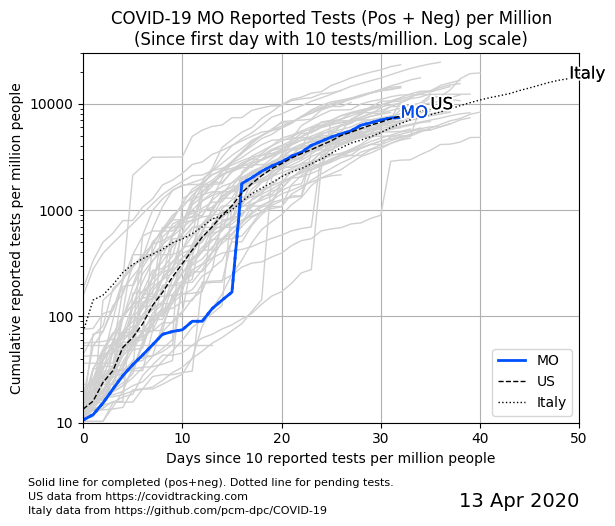 COVID-19 MO Reported Tests (Pos + Neg) per Million
(Since first day with 10 tests/million. Log scale)
Cumulative reported tests per million people
10000
1000
100
10
Italy
US
MO
MO
US
Italy
0 10 20 30 40 50
Days since 10 reported tests per million people
Solid line for completed (pos+neg). Dotted line for pending tests.
US data from https://covidtracking.com
Italy data from https://github.com/pcm-dpc/COVID-19
13 Apr 2020